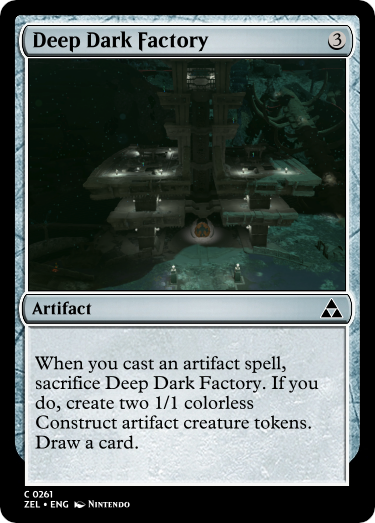 Deep Dark Factory 3
Artifact
When you cast an artifact spell,
sacrifice Deep Dark Factory. If you
do, create two 1/1 colorless
Construct artifact creature tokens.
Draw a card.
C 0261
ZEL • ENG Nintendo